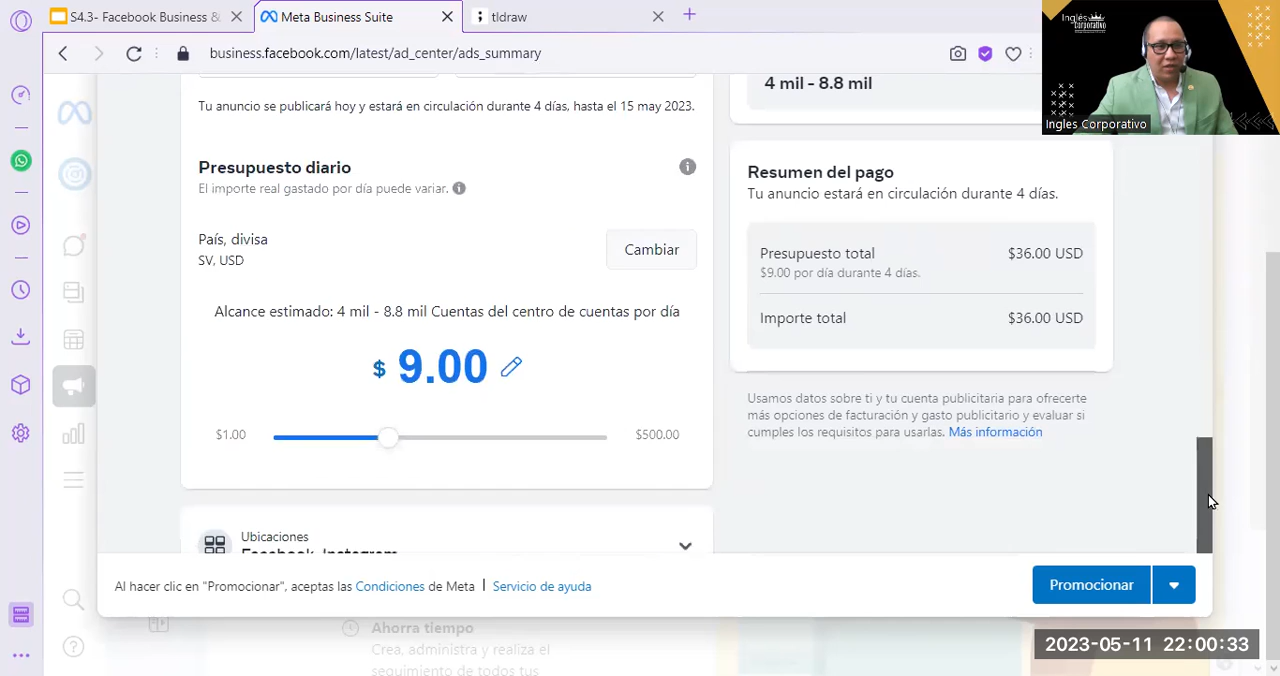 S4.3- Facebook Business &
Meta Business Suite
tldraw
business.facebook.com/latest/ad_center/ads_summary
Inglés
Corporativo
Ingles Corporativo
Tu anuncio se publicará hoy y estará en circulación durante 4 días, hasta el 15 may 2023.
Presupuesto diario
El importe real gastado por día puede variar.
País, divisa
SV, USD
Cambiar
Alcance estimado: 4 mil - 8.8 mil Cuentas del centro de cuentas por día
$ 9.00
$1.00
$500.00
Ubicaciones
Facebook, Instagram
4 mil - 8.8 mil
Resumen del pago
Tu anuncio estará en circulación durante 4 días.
Presupuesto total $36.00 USD
$9.00 por día durante 4 días.
Importe total $36.00 USD
Usamos datos sobre ti y tu cuenta publicitaria para ofrecerte
más opciones de facturación y gasto publicitario y evaluar si
cumples los requisitos para usarlas. Más información
Al hacer clic en "Promocionar", aceptas las Condiciones de Meta | Servicio de ayuda
Promocionar
Ahorra tiempo
Crea, administra y realiza el
seguimiento de todos tus
2023-05-11 22:00:33